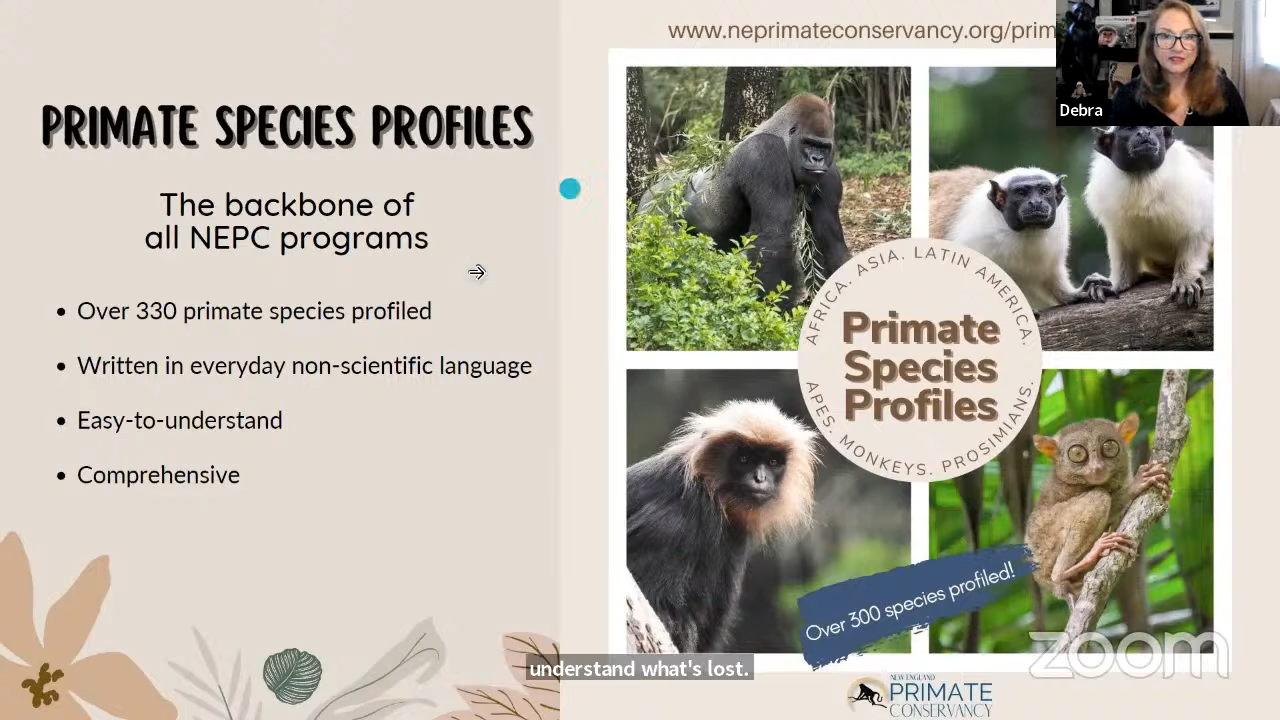 www.neprimateconservancy.org/prim
Debra
PRIMATE SPECIES PROFILES
The backbone of
all NEPC programs
• Over 330 primate species profiled
• Written in everyday non-scientific language
• Easy-to-understand
• Comprehensive
AFRICA. ASIA. LATIN AMERICA.
Primate
Species
Profiles
APES. MONKEYS. PROSIMIANS.
Over 300 species profiled!
understand what's lost.
zoom
NEW ENGLAND
PRIMATE
CONSERVANCY